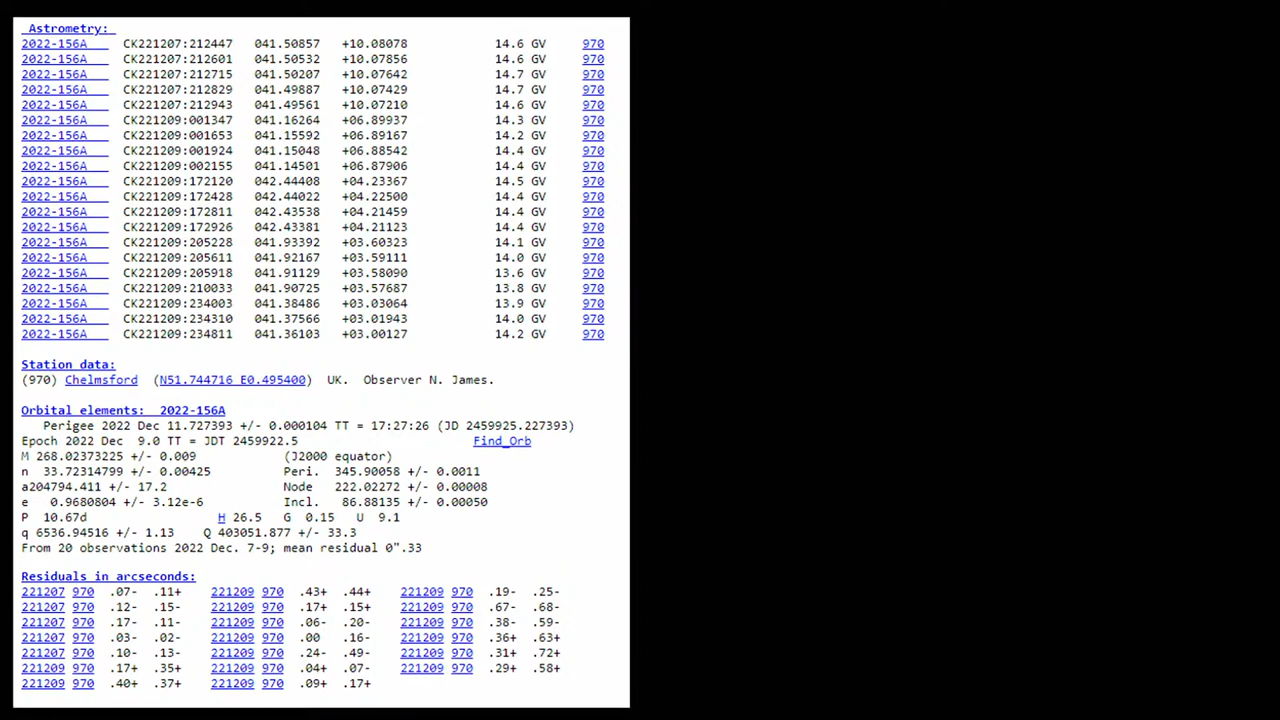 Astrometry:
2022-156A CK221207:212447 041.50857 +10.08078 14.6 GV 970
2022-156A CK221207:212601 041.50532 +10.07856 14.6 GV 970
2022-156A CK221207:212715 041.50207 +10.07642 14.7 GV 970
2022-156A CK221207:212829 041.49887 +10.07429 14.7 GV 970
2022-156A CK221207:212943 041.49561 +10.07210 14.6 GV 970
2022-156A CK221209:001347 041.16264 +06.89937 14.3 GV 970
2022-156A CK221209:001653 041.15592 +06.89167 14.2 GV 970
2022-156A CK221209:001924 041.15048 +06.88542 14.4 GV 970
2022-156A CK221209:002155 041.14501 +06.87906 14.4 GV 970
2022-156A CK221209:172120 042.44408 +04.23367 14.5 GV 970
2022-156A CK221209:172428 042.44022 +04.22500 14.4 GV 970
2022-156A CK221209:172811 042.43538 +04.21459 14.4 GV 970
2022-156A CK221209:172926 042.43381 +04.21123 14.4 GV 970
2022-156A CK221209:205228 041.93392 +03.60323 14.1 GV 970
2022-156A CK221209:205611 041.92167 +03.59111 14.0 GV 970
2022-156A CK221209:205918 041.91129 +03.58090 13.6 GV 970
2022-156A CK221209:210033 041.90725 +03.57687 13.8 GV 970
2022-156A CK221209:234003 041.38486 +03.03064 13.9 GV 970
2022-156A CK221209:234310 041.37566 +03.01943 14.0 GV 970
2022-156A CK221209:234811 041.36103 +03.00127 14.2 GV 970
Station data:
(970) Chelmsford (N51.744716 E0.495400) UK. Observer N. James.
Orbital elements: 2022-156A
Perigee 2022 Dec 11.727393 +/- 0.000104 TT = 17:27:26 (JD 2459925.227393)
Epoch 2022 Dec 9.0 TT = JDT 2459922.5 Find_Orb
M 268.02373225 +/- 0.009 (J2000 equator)
n 33.72314799 +/- 0.00425 Peri. 345.90058 +/- 0.0011
a204794.411 +/- 17.2 Node 222.02272 +/- 0.00008
e 0.9680804 +/- 3.12e-6 Incl. 86.88135 +/- 0.00050
P 10.67d H 26.5 G 0.15 U 9.1
q 6536.94516 +/- 1.13 Q 403051.877 +/- 33.3
From 20 observations 2022 Dec. 7-9; mean residual 0".33
Residuals in arcseconds:
221207 970 .07- .11+ 221209 970 .43+ .44+ 221209 970 .19- .25-
221207 970 .12- .15- 221209 970 .17+ .15+ 221209 970 .67- .68-
221207 970 .17- .11- 221209 970 .06- .20- 221209 970 .38- .59-
221207 970 .03- .02- 221209 970 .00 .16- 221209 970 .36+ .63+
221207 970 .10- .13- 221209 970 .24- .49- 221209 970 .31+ .72+
221209 970 .17+ .35+ 221209 970 .04+ .07- 221209 970 .29+ .58+
221209 970 .40+ .37+ 221209 970 .09+ .17+